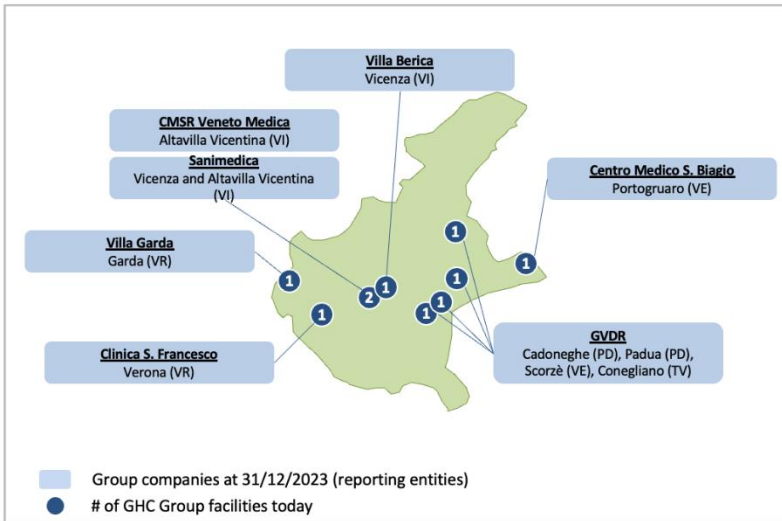 Villa Berica
Vicenza (VI)
CMSR Veneto Medica
Altavilla Vicentina (VI)
Sanimedica
Vicenza and Altavilla Vicentina
(VI)
Centro Medico S. Biagio
Portogruaro (VE)
Villa Garda
Garda (VR)
1
1
1
1
2
1
1
1
1
Clinica S. Francesco
Verona (VR)
GVDR
Cadoneghe (PD), Padua (PD),
Scorzè (VE), Conegliano (TV)
Group companies at 31/12/2023 (reporting entities)
# of GHC Group facilities today